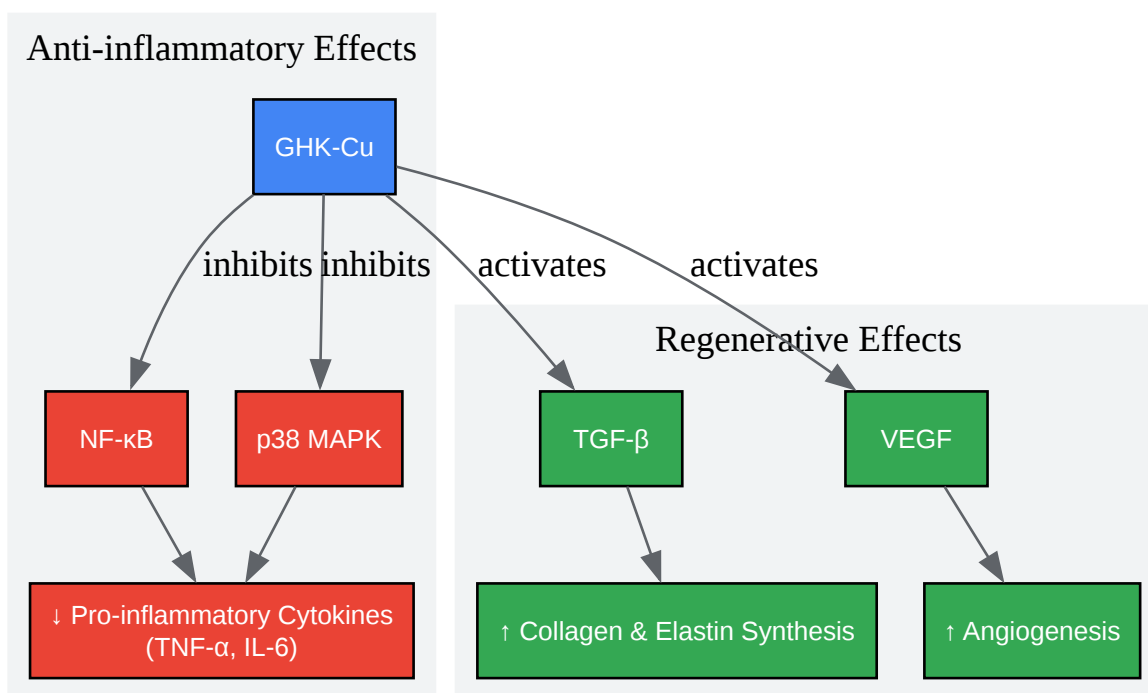 Anti-inflammatory Effects
GHK-Cu
inhibits
inhibits
activates
activates
Regenerative Effects
NF-κB
p38 MAPK
TGF-β
VEGF
↓ Pro-inflammatory Cytokines
(TNF-α, IL-6)
↑ Collagen & Elastin Synthesis
↑ Angiogenesis